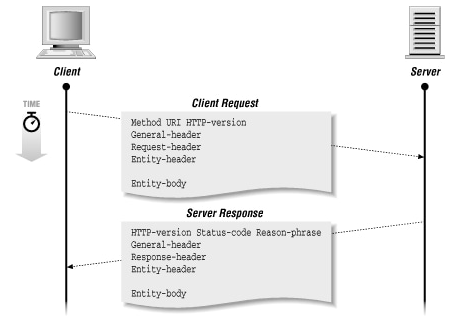 Client
Server
TIME
Client Request
Method URI HTTP-version
General-header
Request-header
Entity-header
Entity-body
Server Response
HTTP-version Status-code Reason-phrase
General-header
Response-header
Entity-header
Entity-body